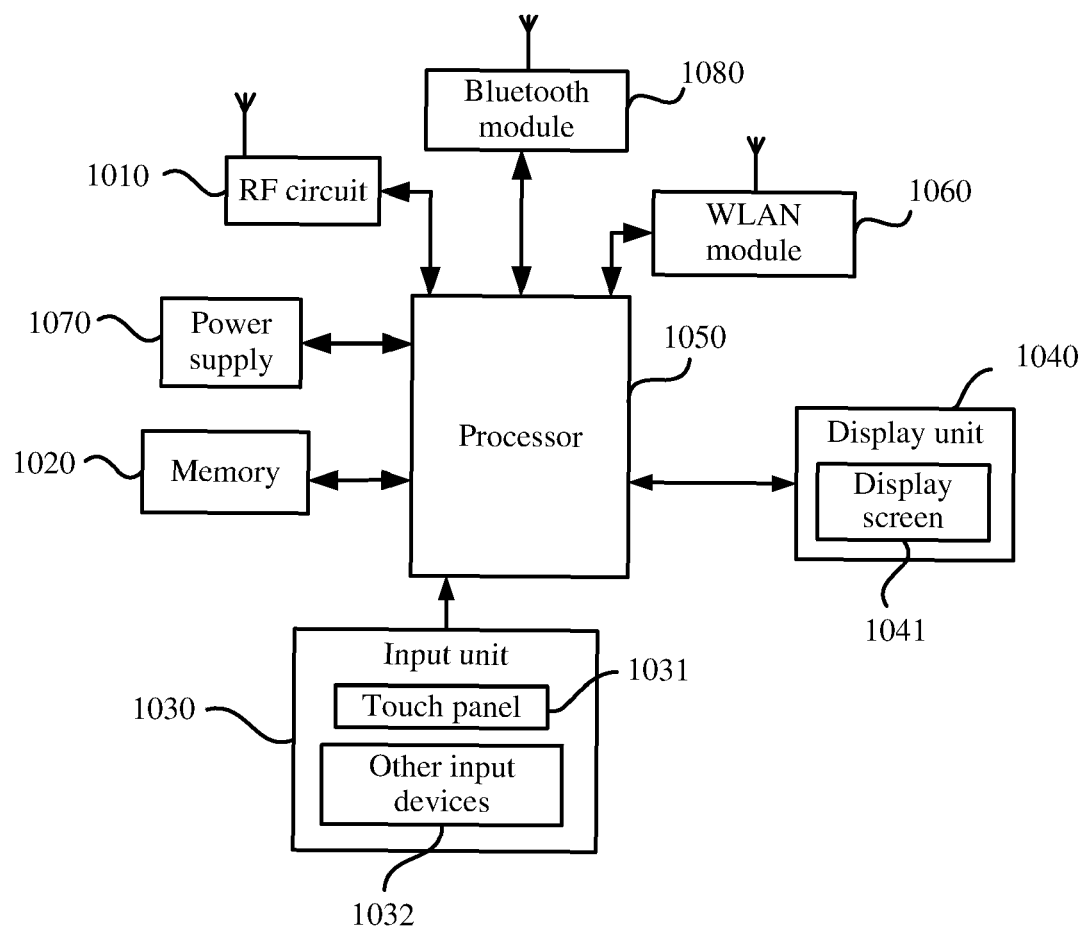 1080
Bluetooth
module
1010
RF circuit
WLAN
module
1060
1070
Power
supply
1050
1040
Processor
Display unit
1020
Memory
Display
screen
1041
Input unit
1031
1030
Touch panel
Other input
devices
1032